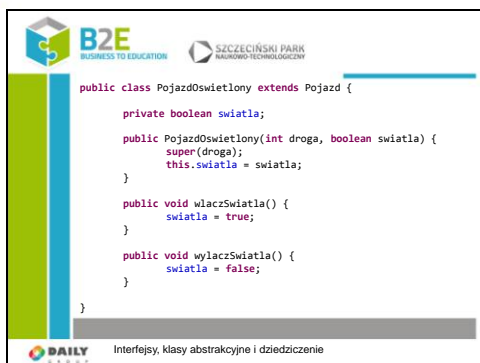 B2E
BUSINESS TO EDUCATION
SZCZECIŃSKI PARK
NAUKOWO-TECHNOLOGICZNY
public class PojazdOswietlony extends Pojazd {
private boolean swiatla;
public PojazdOswietlony(int droga, boolean swiatla) {
super(droga);
this.swiatla = swiatla;
}
public void wlaczSwiatla() {
swiatla = true;
}
public void wylaczSwiatla() {
swiatla = false;
}
}
DAILY
Interfejsy, klasy abstrakcyjne i dziedziczenie